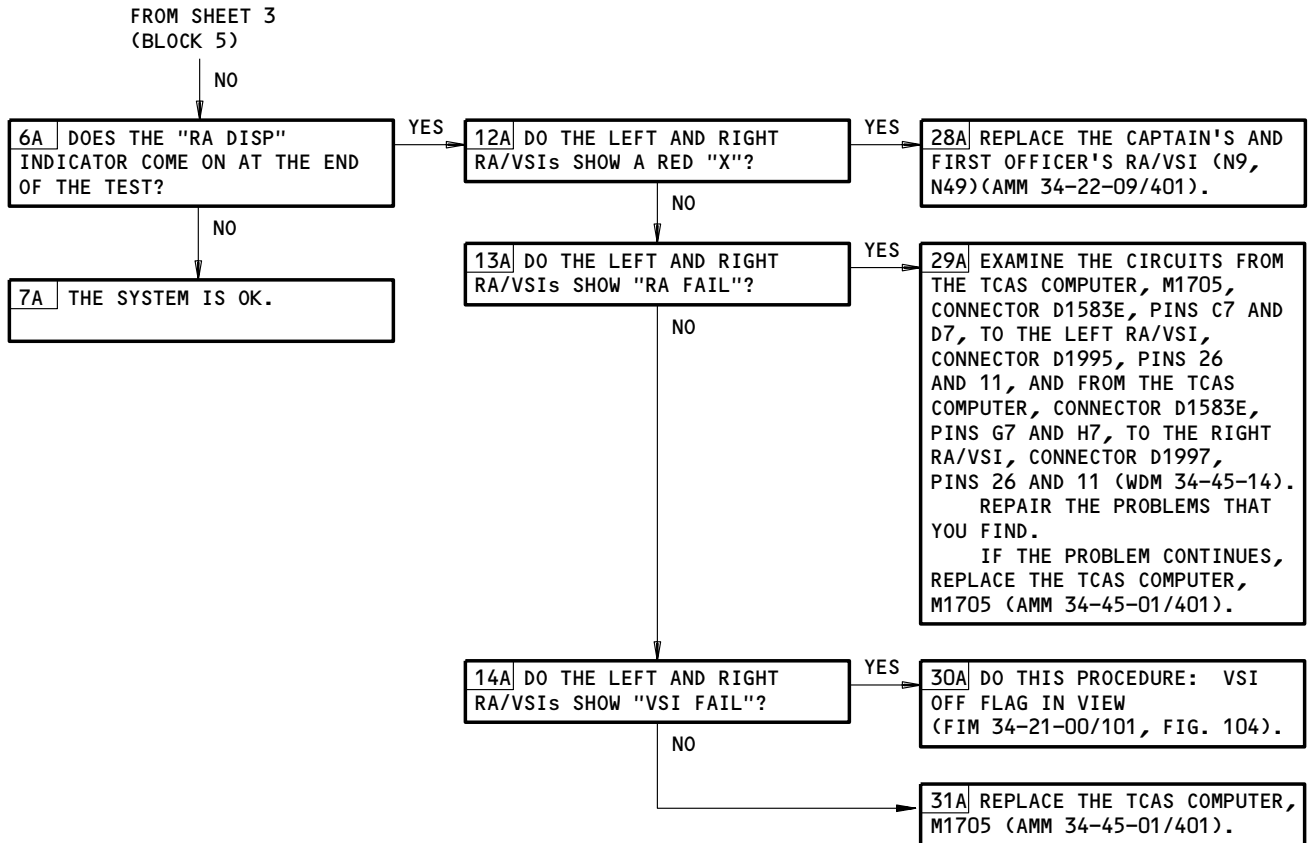 FROM SHEET 3
(BLOCK 5)
NO
6A DOES THE "RA DISP"
INDICATOR COME ON AT THE END
OF THE TEST?
YES
12A DO THE LEFT AND RIGHT
RA/VSIs SHOW A RED "X"?
YES
28A REPLACE THE CAPTAIN'S AND
FIRST OFFICER'S RA/VSI (N9,
N49)(AMM 34-22-09/401).
NO
NO
7A THE SYSTEM IS OK.
13A DO THE LEFT AND RIGHT
RA/VSIs SHOW "RA FAIL"?
YES
29A EXAMINE THE CIRCUITS FROM
THE TCAS COMPUTER, M1705,
CONNECTOR D1583E, PINS C7 AND
D7, TO THE LEFT RA/VSI,
CONNECTOR D1995, PINS 26
AND 11, AND FROM THE TCAS
COMPUTER, CONNECTOR D1583E,
PINS G7 AND H7, TO THE RIGHT
RA/VSI, CONNECTOR D1997,
PINS 26 AND 11 (WDM 34-45-14).
REPAIR THE PROBLEMS THAT
YOU FIND.
IF THE PROBLEM CONTINUES,
REPLACE THE TCAS COMPUTER,
M1705 (AMM 34-45-01/401).
NO
14A DO THE LEFT AND RIGHT
RA/VSIs SHOW "VSI FAIL"?
YES
30A DO THIS PROCEDURE: VSI
OFF FLAG IN VIEW
(FIM 34-21-00/101, FIG. 104).
NO
31A REPLACE THE TCAS COMPUTER,
M1705 (AMM 34-45-01/401).